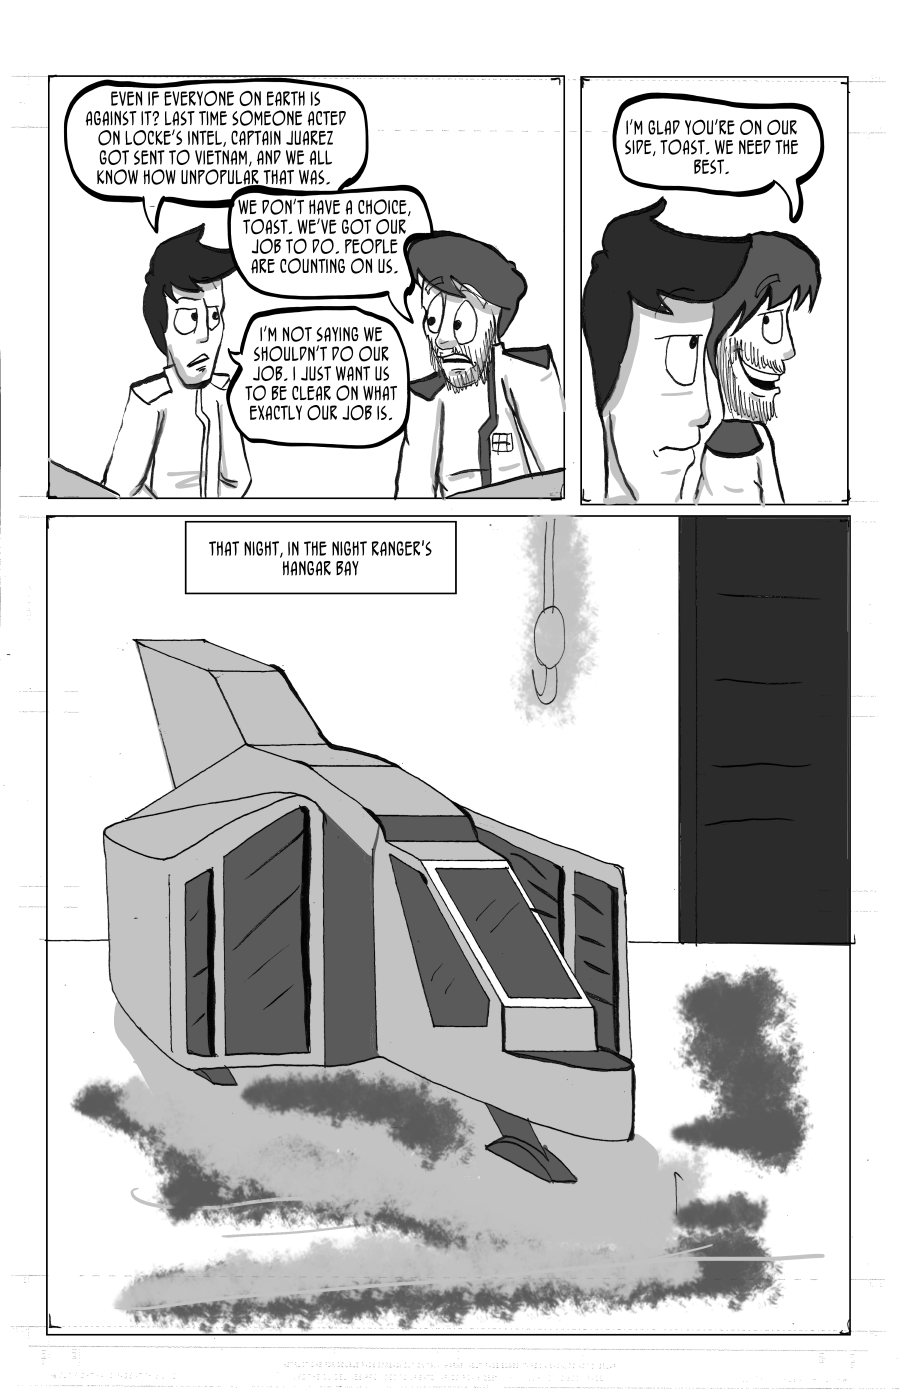 EVEN IF EVERYONE ON EARTH IS
AGAINST IT? LAST TIME SOMEONE ACTED
ON LOCKE'S INTEL, CAPTAIN JUAREZ
GOT SENT TO VIETNAM, AND WE ALL
KNOW HOW UNPOPULAR THAT WAS.
WE DON'T HAVE A CHOICE,
TOAST. WE'VE GOT OUR
JOB TO DO. PEOPLE
ARE COUNTING ON US.
I'M NOT SAYING WE
SHOULDN'T DO OUR
JOB. I JUST WANT US
TO BE CLEAR ON WHAT
EXACTLY OUR JOB IS.
I'M GLAD YOU'RE ON OUR
SIDE, TOAST. WE NEED THE
BEST.
THAT NIGHT, IN THE NIGHT RANGER'S
HANGAR BAY